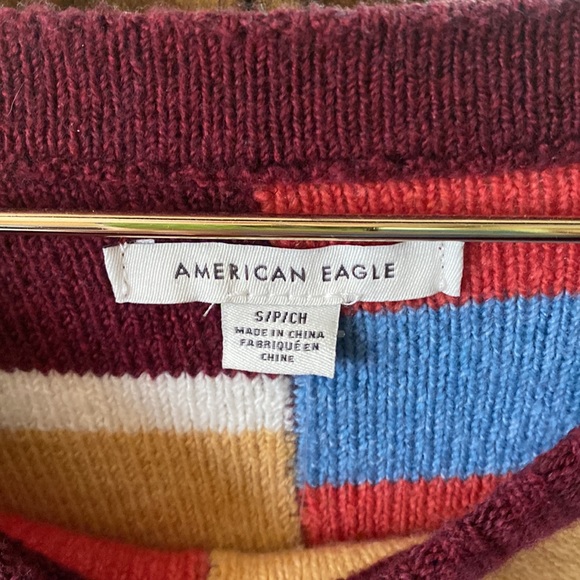 AMERICAN EAGLE
S/P/CH
MADE IN CHINA
FABRIQUÉ EN
CHINE